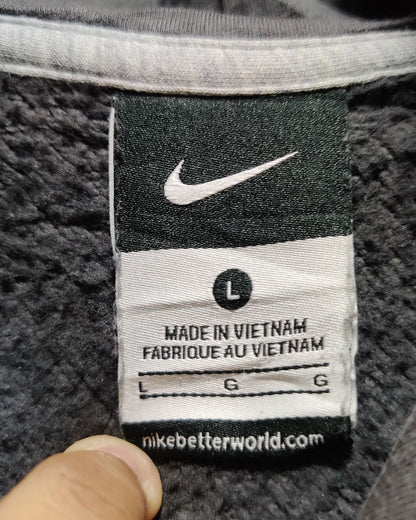 L
MADE IN VIETNAM
FABRIQUE AU VIETNAM
L G G
nikebetterworld.com